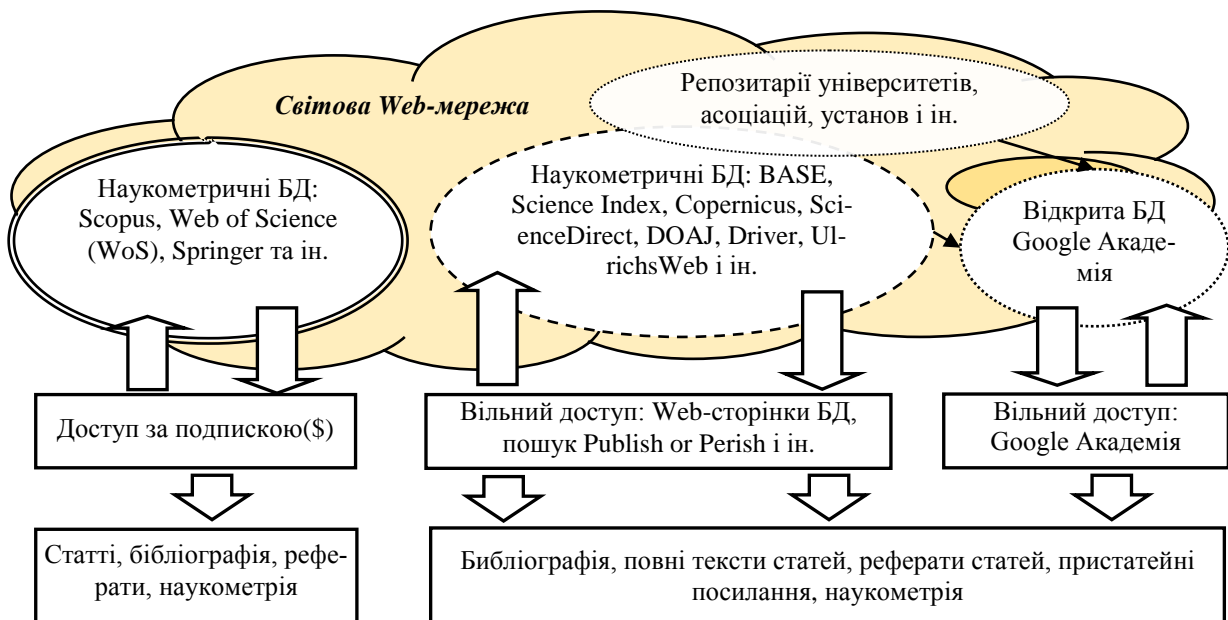 Світова Web-мережа
Репозитарії університетів,
асоціацій, установ і ін.
Наукометричні БД:
Scopus, Web of Science
(WoS), Springer та ін.
Наукометричні БД: BASE,
Science Index, Copernicus, Sci-
enceDirect, DOAJ, Driver, Ul-
richsWeb і ін.
Відкрита БД
Google Акаде-
мія
Доступ за подпискою($)
Вільний доступ: Web-сторінки БД,
пошук Publish or Perish і ін.
Вільний доступ:
Google Академія
Статті, бібліографія, рефе-
рати, наукометрія
Библіографія, повні тексти статей, реферати статей, пристатейні
посилання, наукометрія